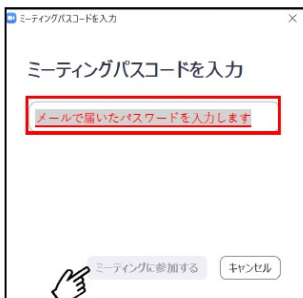 ミーティングパスコードを入力
ミーティングパスコードを入力
メールで届いたパスワードを入力します
ミーティングに参加する
キャンセル